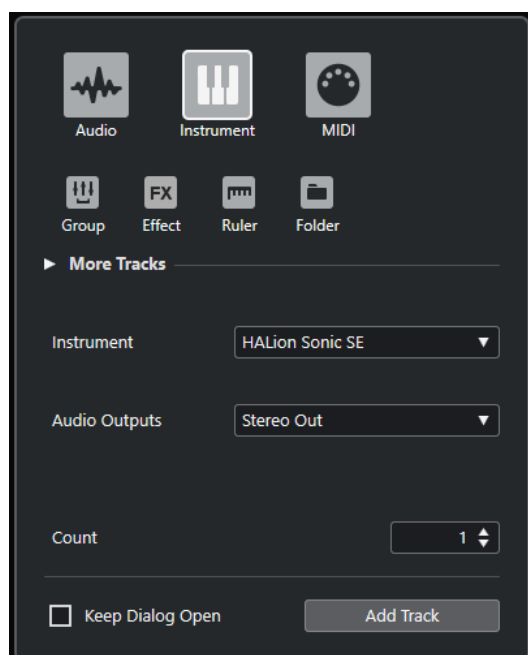 Audio Instrument MIDI
FX
Group Effect Ruler Folder
More Tracks
Instrument HALion Sonic SE
Audio Outputs Stereo Out
Count 1
Keep Dialog Open Add Track